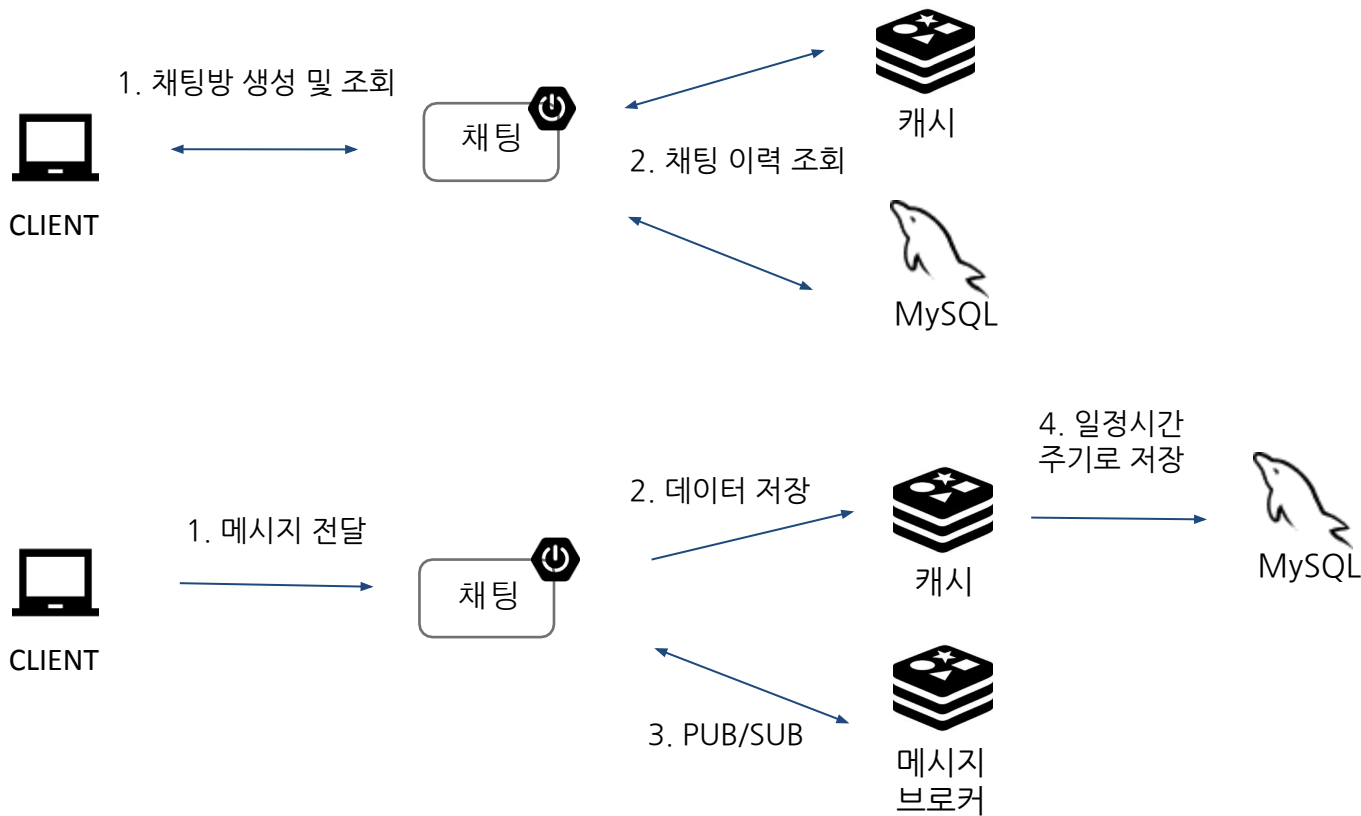 1. 채팅방 생성 및 조회
채팅
캐시
2. 채팅 이력 조회
CLIENT
MySQL
4. 일정시간
주기로 저장
2. 데이터 저장
1. 메시지 전달
채팅
캐시
MySQL
CLIENT
3. PUB/SUB
메시지
브로커